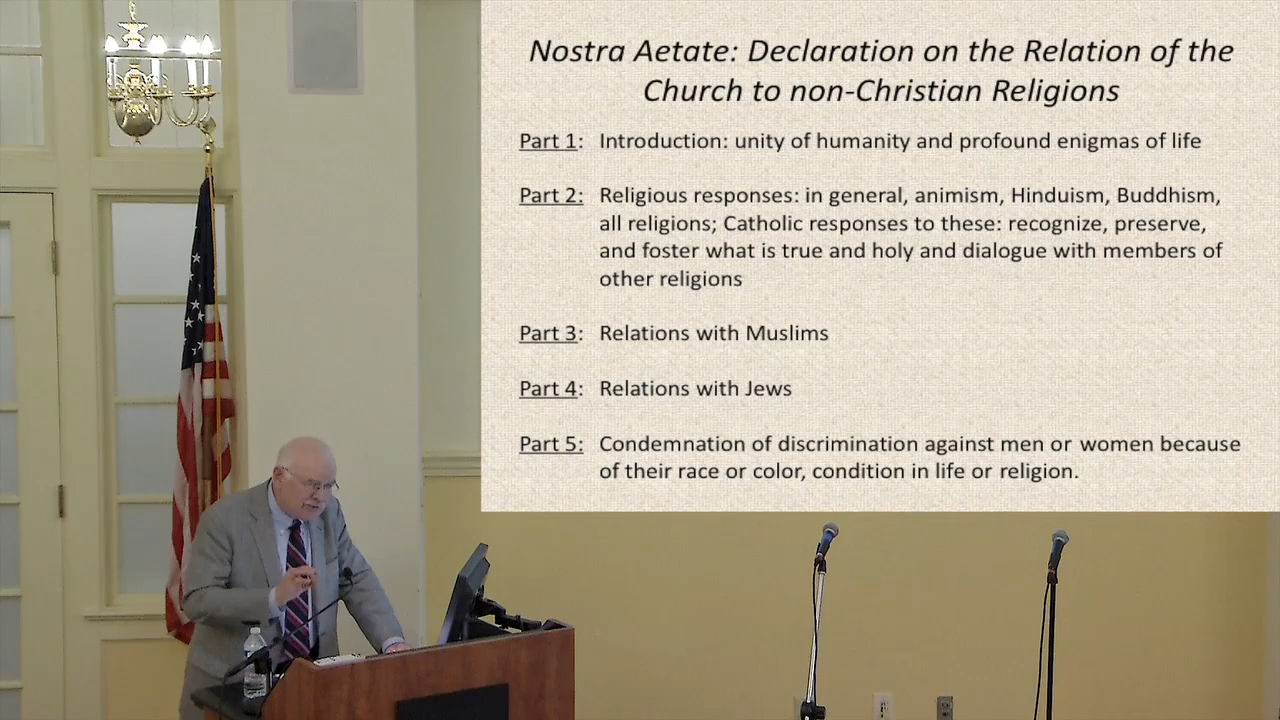 Nostra Aetate: Declaration on the Relation of the
Church to non-Christian Religions
Part 1: Introduction: unity of humanity and profound enigmas of life
Part 2: Religious responses: in general, animism, Hinduism, Buddhism,
all religions; Catholic responses to these: recognize, preserve,
and foster what is true and holy and dialogue with members of
other religions
Part 3: Relations with Muslims
Part 4: Relations with Jews
Part 5: Condemnation of discrimination against men or women because
of their race or color, condition in life or religion.